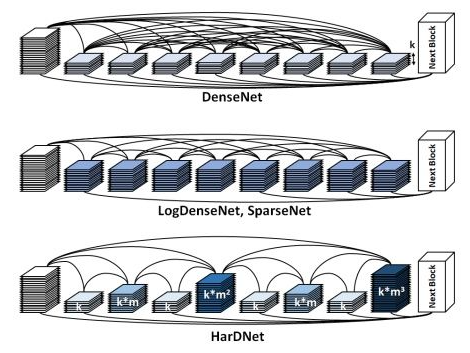 k
Next Block
DenseNet
Next Block
LogDenseNet, SparseNet
k
k*m
k
k*m²
k
k*m
k
k*m³
Next Block
HarDNet